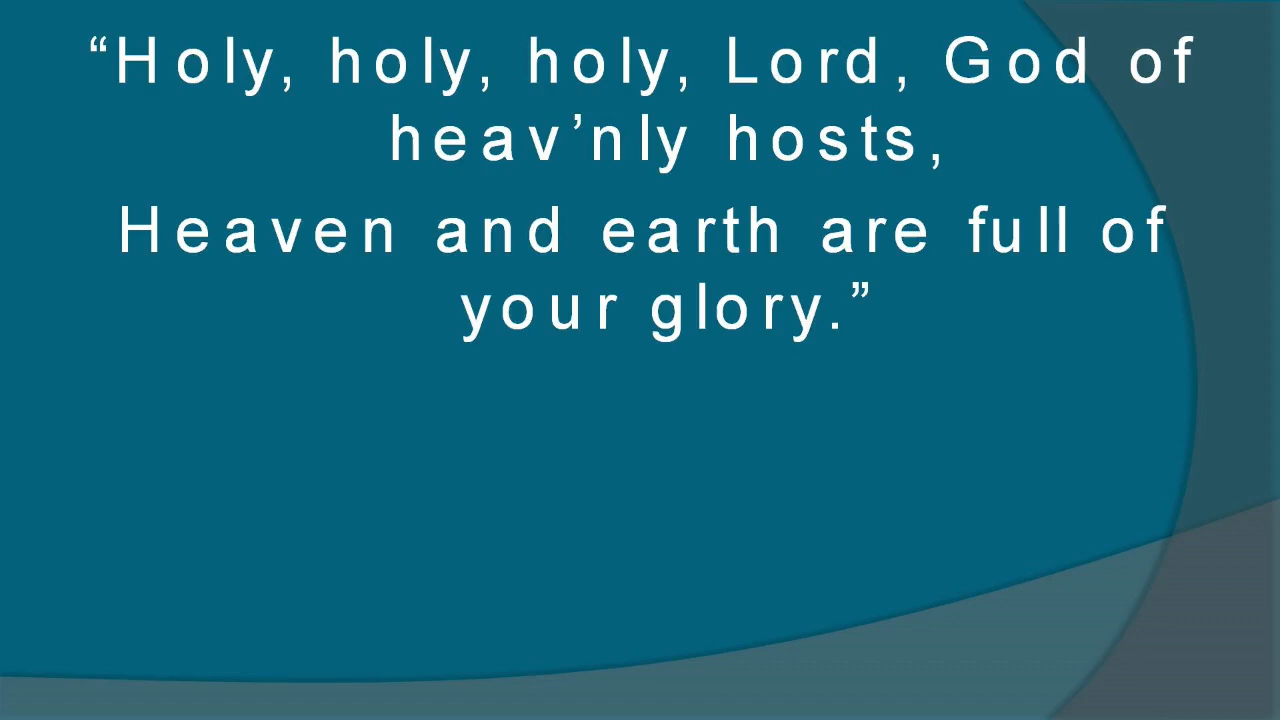 “Holy, holy, holy, Lord, God of
heav’nly hosts,
Heaven and earth are full of
your glory.”